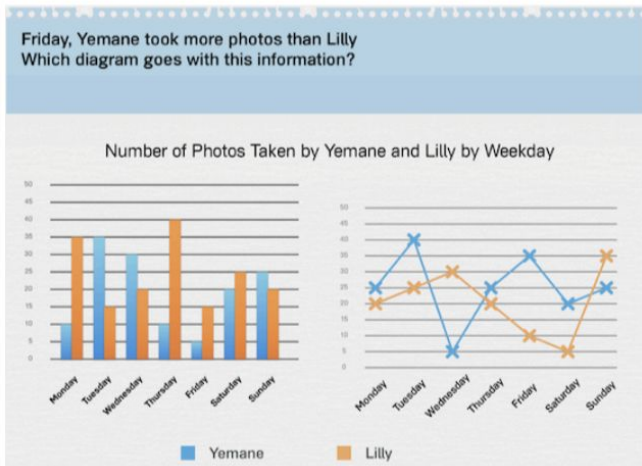 Friday, Yemane took more photos than Lilly
Which diagram goes with this information?
Number of Photos Taken by Yemane and Lilly by Weekday
50
45
40
35
30
25
20
15
10
5
0
Monday
Tuesday
Wednesday
Thursday
Friday
Saturday
Sunday
50
45
40
35
30
25
20
15
10
5
0
Monday
Tuesday
Wednesday
Thursday
Friday
Saturday
Sunday
Yemane
Lilly